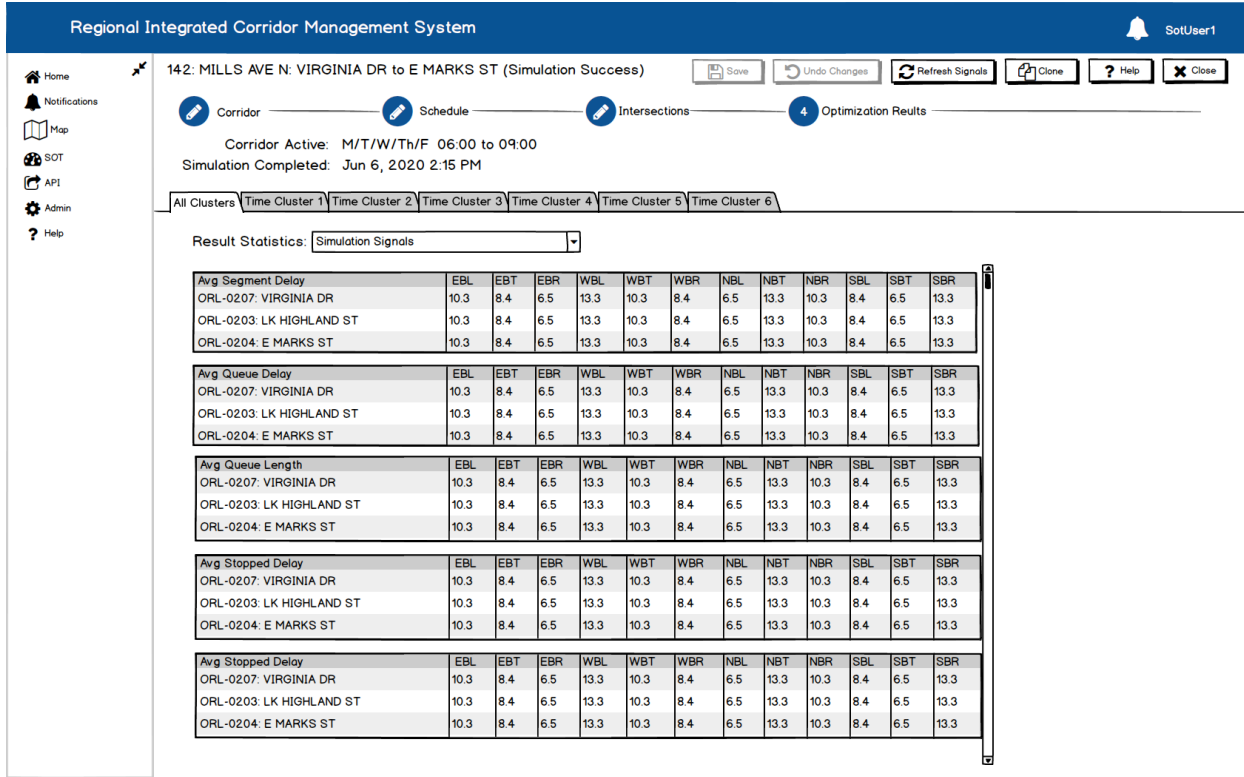 Regional Integrated Corridor Management System SotUser1
Home
Notifications
Map
SOT
API
Admin
Help
142: MILLS AVE N: VIRGINIA DR to E MARKS ST (Simulation Success) Save Undo Changes Refresh Signals Clone ? Help Close
Corridor Schedule Intersections 4 Optimization Reults
Corridor Active: M/T/W/Th/F 06:00 to 09:00
Simulation Completed: Jun 6, 2020 2:15 PM
All Clusters Time Cluster 1 Time Cluster 2 Time Cluster 3 Time Cluster 4 Time Cluster 5 Time Cluster 6
Result Statistics: Simulation Signals
Avg Segment Delay EBL EBT EBR WBL WBT WBR NBL NBT NBR SBL SBT SBR
ORL-0207: VIRGINIA DR 10.3 8.4 6.5 13.3 10.3 8.4 6.5 13.3 10.3 8.4 6.5 13.3
ORL-0203: LK HIGHLAND ST 10.3 8.4 6.5 13.3 10.3 8.4 6.5 13.3 10.3 8.4 6.5 13.3
ORL-0204: E MARKS ST 10.3 8.4 6.5 13.3 10.3 8.4 6.5 13.3 10.3 8.4 6.5 13.3
Avg Queue Delay EBL EBT EBR WBL WBT WBR NBL NBT NBR SBL SBT SBR
ORL-0207: VIRGINIA DR 10.3 8.4 6.5 13.3 10.3 8.4 6.5 13.3 10.3 8.4 6.5 13.3
ORL-0203: LK HIGHLAND ST 10.3 8.4 6.5 13.3 10.3 8.4 6.5 13.3 10.3 8.4 6.5 13.3
ORL-0204: E MARKS ST 10.3 8.4 6.5 13.3 10.3 8.4 6.5 13.3 10.3 8.4 6.5 13.3
Avg Queue Length EBL EBT EBR WBL WBT WBR NBL NBT NBR SBL SBT SBR
ORL-0207: VIRGINIA DR 10.3 8.4 6.5 13.3 10.3 8.4 6.5 13.3 10.3 8.4 6.5 13.3
ORL-0203: LK HIGHLAND ST 10.3 8.4 6.5 13.3 10.3 8.4 6.5 13.3 10.3 8.4 6.5 13.3
ORL-0204: E MARKS ST 10.3 8.4 6.5 13.3 10.3 8.4 6.5 13.3 10.3 8.4 6.5 13.3
Avg Stopped Delay EBL EBT EBR WBL WBT WBR NBL NBT NBR SBL SBT SBR
ORL-0207: VIRGINIA DR 10.3 8.4 6.5 13.3 10.3 8.4 6.5 13.3 10.3 8.4 6.5 13.3
ORL-0203: LK HIGHLAND ST 10.3 8.4 6.5 13.3 10.3 8.4 6.5 13.3 10.3 8.4 6.5 13.3
ORL-0204: E MARKS ST 10.3 8.4 6.5 13.3 10.3 8.4 6.5 13.3 10.3 8.4 6.5 13.3
Avg Stopped Delay EBL EBT EBR WBL WBT WBR NBL NBT NBR SBL SBT SBR
ORL-0207: VIRGINIA DR 10.3 8.4 6.5 13.3 10.3 8.4 6.5 13.3 10.3 8.4 6.5 13.3
ORL-0203: LK HIGHLAND ST 10.3 8.4 6.5 13.3 10.3 8.4 6.5 13.3 10.3 8.4 6.5 13.3
ORL-0204: E MARKS ST 10.3 8.4 6.5 13.3 10.3 8.4 6.5 13.3 10.3 8.4 6.5 13.3